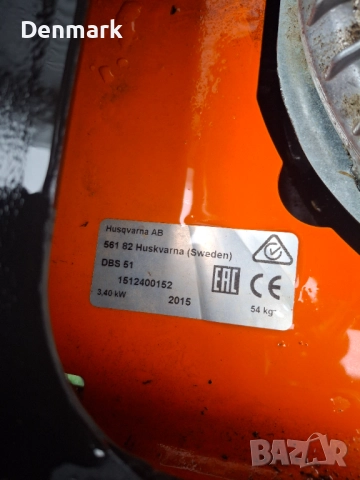 Denmark
Husqvarna AB
561 82 Huskvarna (Sweden)
DBS 51
1512400152
3,40 kW 2015 54 kg
EAC CE
BAZAR